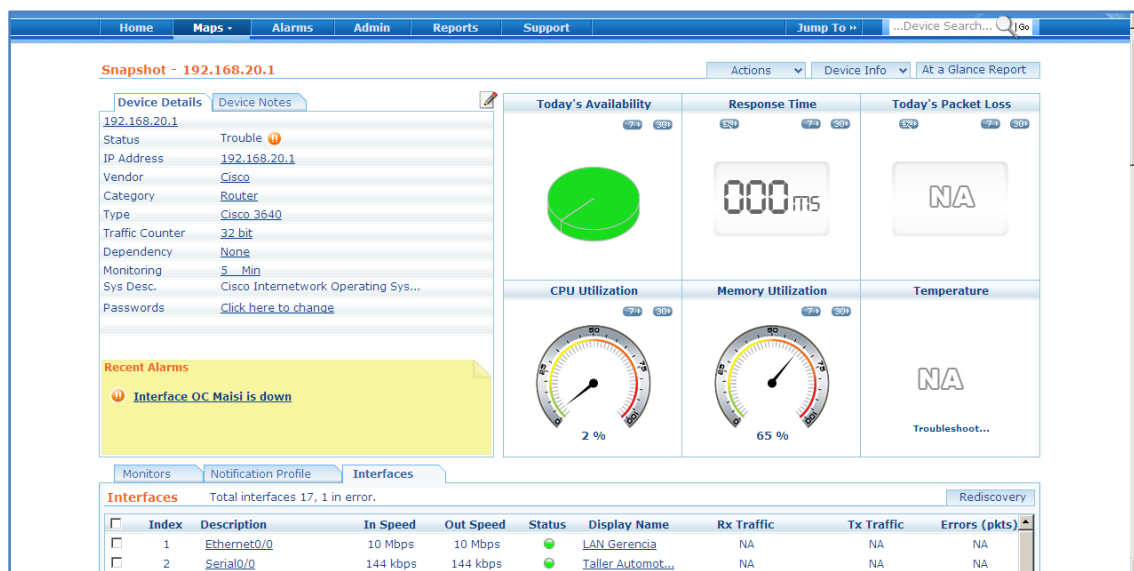 Home Maps Alarms Admin Reports Support Jump To ...Device Search... Go
Snapshot - 192.168.20.1 Actions Device Info At a Glance Report
Device Details Device Notes
192.168.20.1
Status Trouble
IP Address 192.168.20.1
Vendor Cisco
Category Router
Type Cisco 3640
Traffic Counter 32 bit
Dependency None
Monitoring 5 Min
Sys Desc. Cisco Internetwork Operating Sys...
Passwords Click here to change
Recent Alarms
Interface OC Maisi is down
Today's Availability
7 30
Response Time
7 30
000 ms
Today's Packet Loss
7 30
NA
CPU Utilization
7 30
0 25 50 75 100
2 %
Memory Utilization
7 30
0 25 50 75 100
65 %
Temperature
NA
Troubleshoot...
Monitors Notification Profile Interfaces
Interfaces Total interfaces 17, 1 in error. Rediscovery
Index Description In Speed Out Speed Status Display Name Rx Traffic Tx Traffic Errors (pkts)
1 Ethernet0/0 10 Mbps 10 Mbps LAN Gerencia NA NA NA
2 Serial0/0 144 kbps 144 kbps Taller Automot... NA NA NA